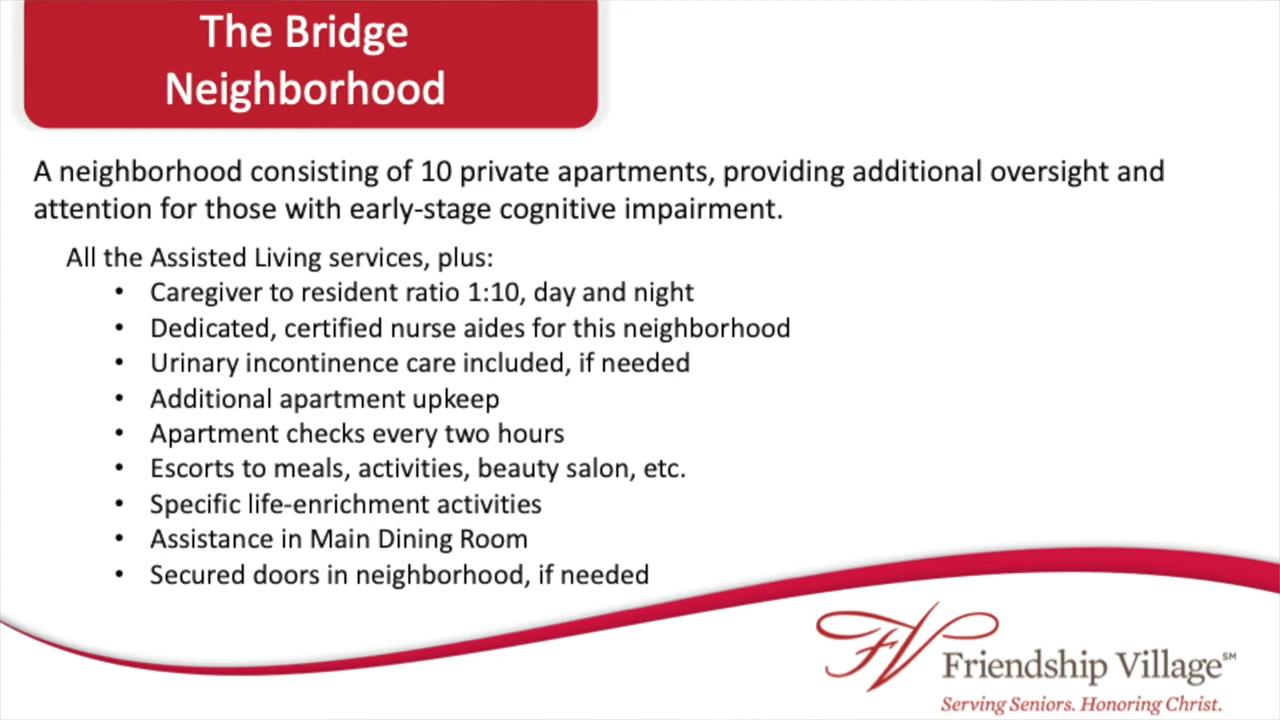 The Bridge
Neighborhood
A neighborhood consisting of 10 private apartments, providing additional oversight and
attention for those with early-stage cognitive impairment.
All the Assisted Living services, plus:
• Caregiver to resident ratio 1:10, day and night
• Dedicated, certified nurse aides for this neighborhood
• Urinary incontinence care included, if needed
• Additional apartment upkeep
• Apartment checks every two hours
• Escorts to meals, activities, beauty salon, etc.
• Specific life-enrichment activities
• Assistance in Main Dining Room
• Secured doors in neighborhood, if needed
FV
Friendship Village℠
Serving Seniors. Honoring Christ.